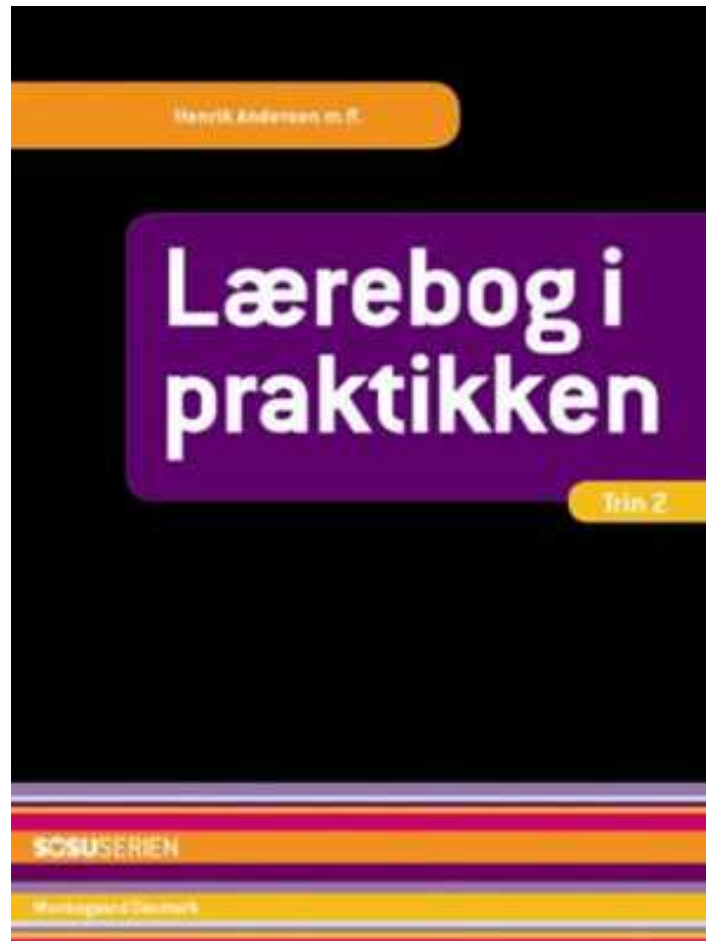 Henrik Andersen m.fl.
Lærebog i
praktikken
Trin 2
SOSUSERIEN
Munksgaard Danmark